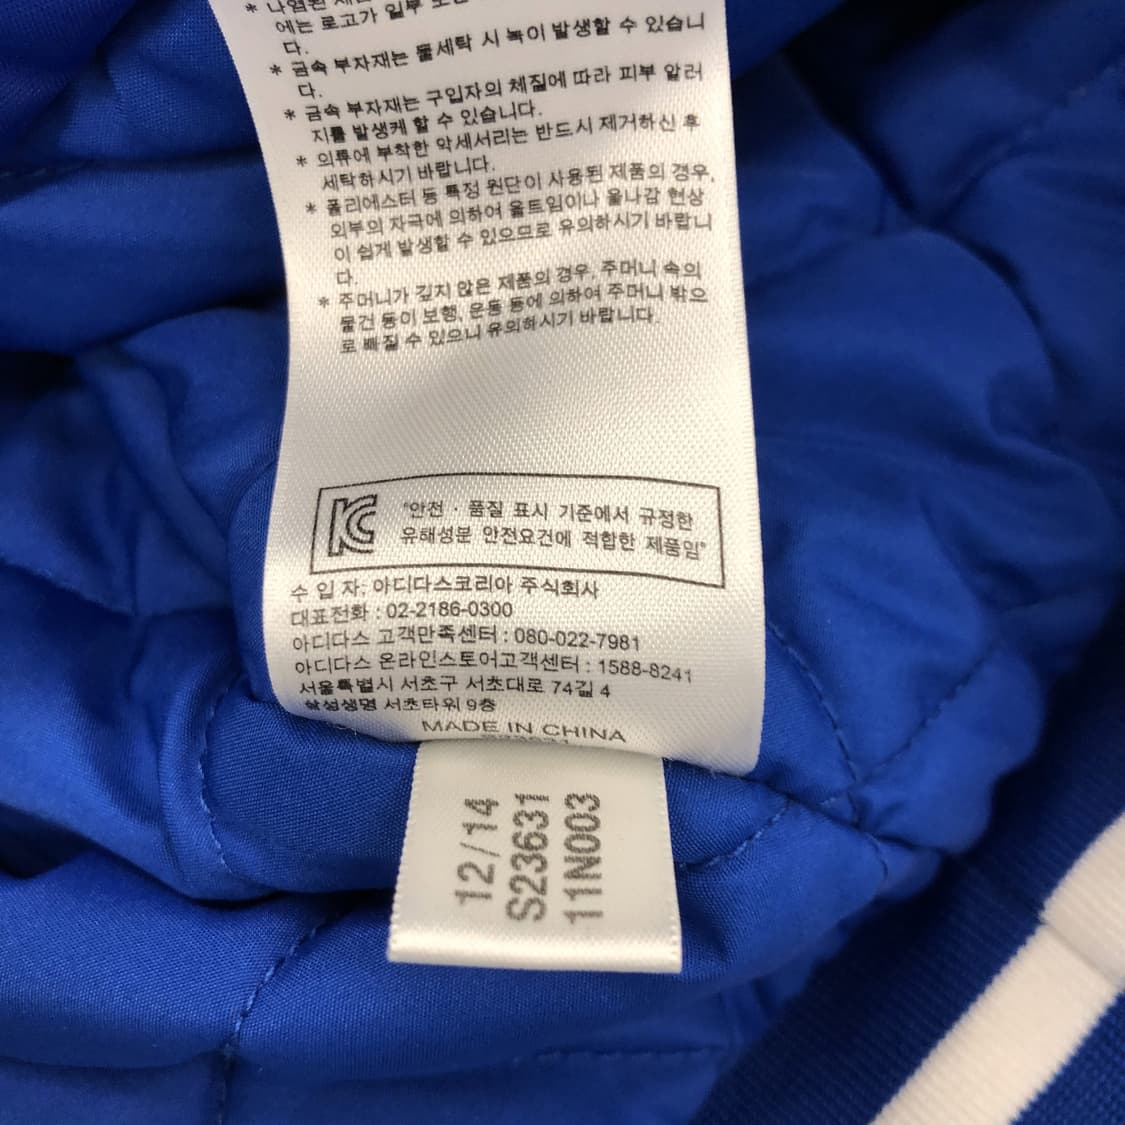 * 나염된 제
에는 로고가 일부
다.
* 금속 부자재는 물세탁 시 녹이 발생할 수 있습니
다.
* 금속 부자재는 구입자의 체질에 따라 피부 알러
지를 발생케 할 수 있습니다.
* 의류에 부착한 악세서리는 반드시 제거하신 후
세탁하시기 바랍니다.
* 폴리에스터 등 특정 원단이 사용된 제품의 경우,
외부의 자극에 의하여 올트임이나 올나감 현상
이 쉽게 발생할 수 있으므로 유의하시기 바랍니
다.
* 주머니가 깊지 않은 제품의 경우, 주머니 속의
물건 등이 보행, 운동 등에 의하여 주머니 밖으
로 빠질 수 있으니 유의하시기 바랍니다.
KC "안전 · 품질 표시 기준에서 규정한
유해성분 안전요건에 적합한 제품임"
수 입 자: 아디다스코리아 주식회사
대표전화 : 02-2186-0300
아디다스 고객만족센터 : 080-022-7981
아디다스 온라인스토어고객센터 : 1588-8241
서울특별시 서초구 서초대로 74길 4
삼성생명 서초타워 9층
MADE IN CHINA
12/14
S23631
11N003